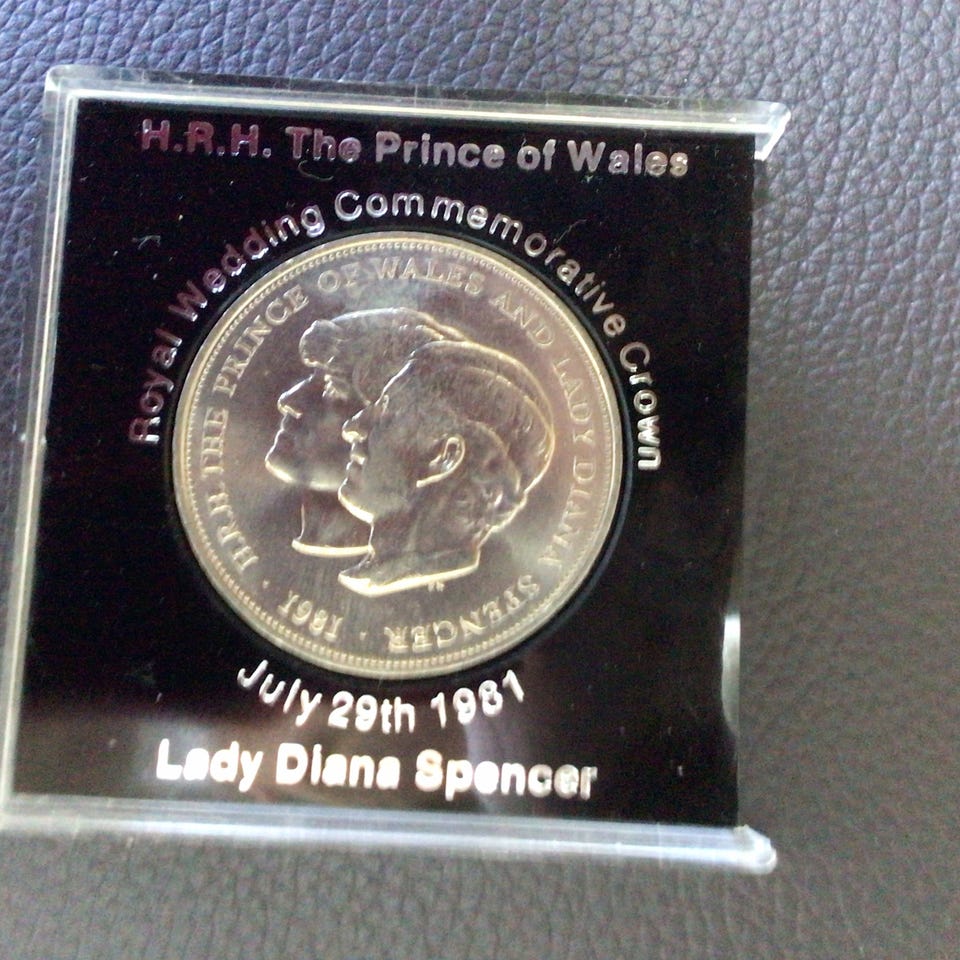 H.R.H. The Prince of Wales
Royal Wedding Commemorative Crown
H.R.H. THE PRINCE OF WALES AND LADY DIANA SPENCER · 1981 ·
July 29th 1981
Lady Diana Spencer